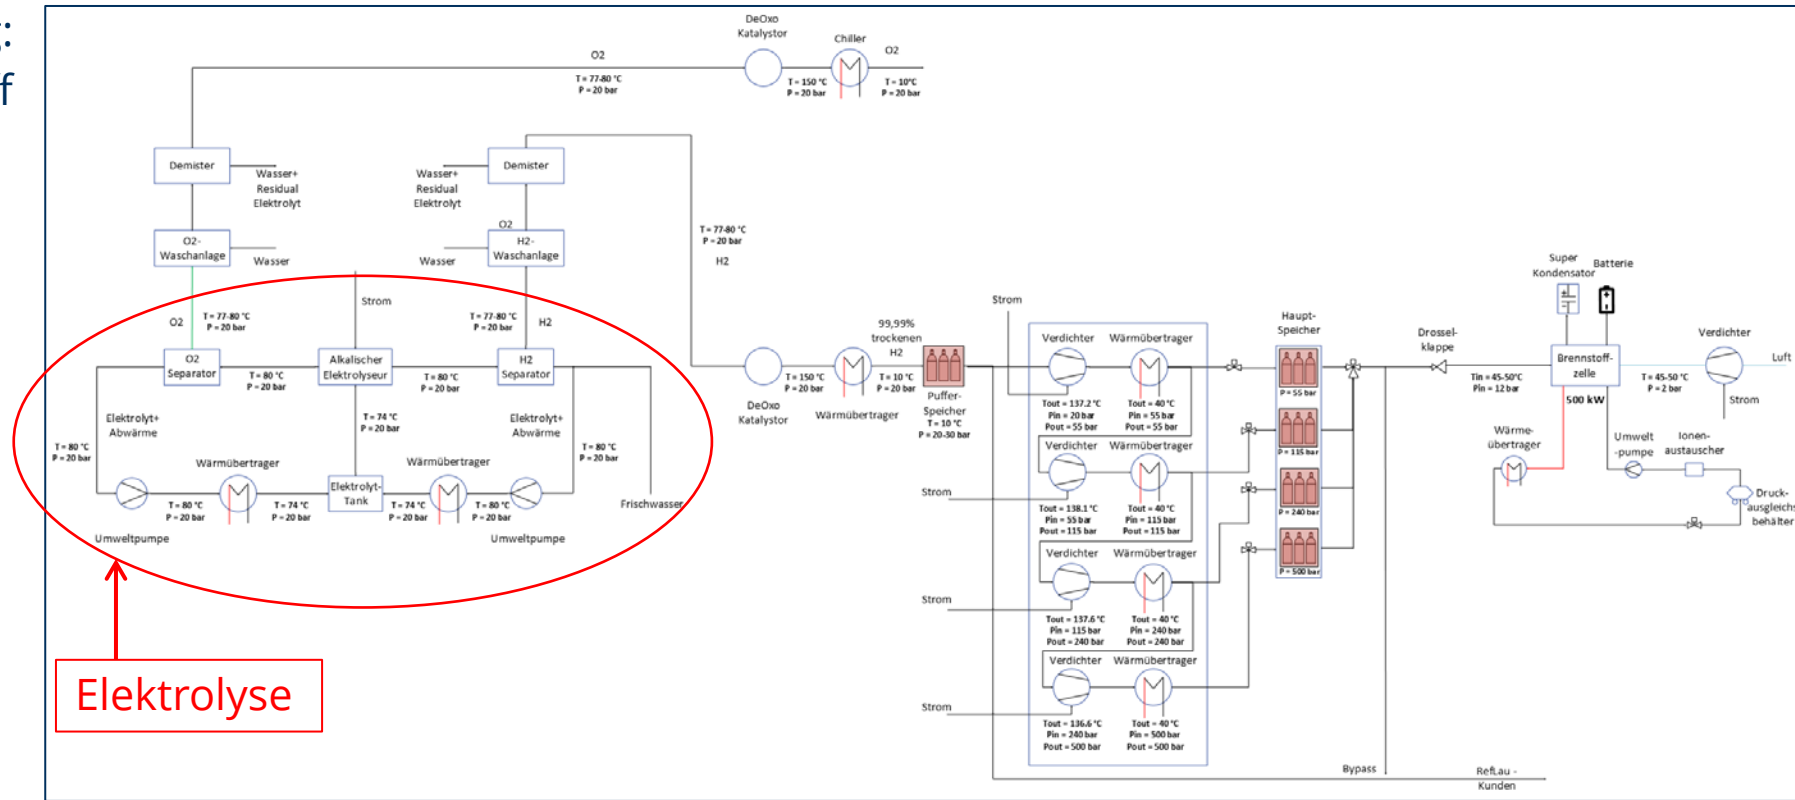 :
f
DeOxo
Katalystor
Chiller
O2
O2
T = 77-80 °C
P = 20 bar
T = 150 °C
P = 20 bar
T = 10°C
P = 20 bar
Demister
Wasser+
Residual
Elektrolyt
Wasser+
Residual
Elektrolyt
Demister
O2-
Waschanlage
Wasser
Wasser
O2
H2-
Waschanlage
T = 77-80 °C
P = 20 bar
H2
Strom
O2
T = 77-80 °C
P = 20 bar
T = 77-80 °C
P = 20 bar
H2
O2
Separator
T = 80 °C
P = 20 bar
Alkalischer
Elektrolyseur
T = 80 °C
P = 20 bar
H2
Separator
Elektrolyt+
Abwärme
T = 74 °C
P = 20 bar
Elektrolyt+
Abwärme
T = 80 °C
P = 20 bar
T = 80 °C
P = 20 bar
Wärmübertrager
Wärmübertrager
T = 80 °C
P = 20 bar
T = 74 °C
P = 20 bar
Elektrolyt-
Tank
T = 74 °C
P = 20 bar
T = 80 °C
P = 20 bar
Frischwasser
Umweltpumpe
Umweltpumpe
Elektrolyse
DeOxo
Katalystor
T = 150 °C
P = 20 bar
Wärmübertrager
T = 10 °C
P = 20 bar
99,99%
trockenen
H2
Puffer-
Speicher
T = 10 °C
P = 20-30 bar
Strom
Verdichter
Wärmübertrager
Tout = 137.2 °C
Pin = 20 bar
Pout = 55 bar
Tout = 40 °C
Pin = 55 bar
Pout = 55 bar
Verdichter
Wärmübertrager
Strom
Tout = 138.1 °C
Pin = 55 bar
Pout = 115 bar
Tout = 40 °C
Pin = 115 bar
Pout = 115 bar
Verdichter
Wärmübertrager
Strom
Tout = 137.6 °C
Pin = 115 bar
Pout = 240 bar
Tout = 40 °C
Pin = 240 bar
Pout = 240 bar
Verdichter
Wärmübertrager
Strom
Tout = 136.6 °C
Pin = 240 bar
Pout = 500 bar
Tout = 40 °C
Pin = 500 bar
Pout = 500 bar
Haupt-
Speicher
P = 55 bar
P = 115 bar
P = 240 bar
P = 500 bar
Bypass
RefLau -
Kunden
Drossel-
klappe
Tin = 45-50°C
Pin = 12 bar
Super
Kondensator
Batterie
Brennstoff-
zelle
500 kW
T = 45-50 °C
P = 2 bar
Verdichter
Luft
Strom
Wärme-
übertrager
Umwelt
-pumpe
Ionen-
austauscher
Druck-
ausgleichs
behälter